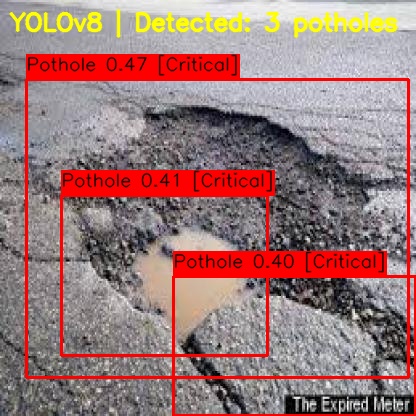 YOLOv8 | Detected: 3 potholes
Pothole 0.47 [Critical]
Pothole 0.41 [Critical]
Pothole 0.40 [Critical]
The Expired Meter